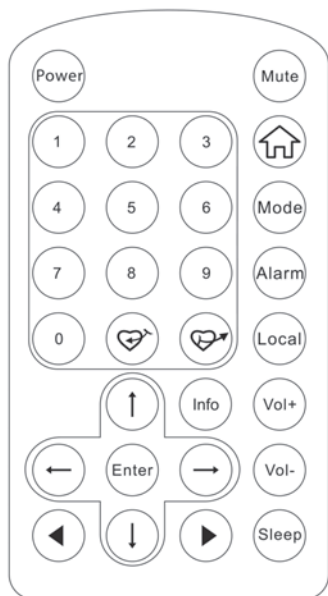 Power Mute
1 2 3
4 5 6 Mode
7 8 9 Alarm
0 Local
Info Vol+
Enter Vol-
Sleep